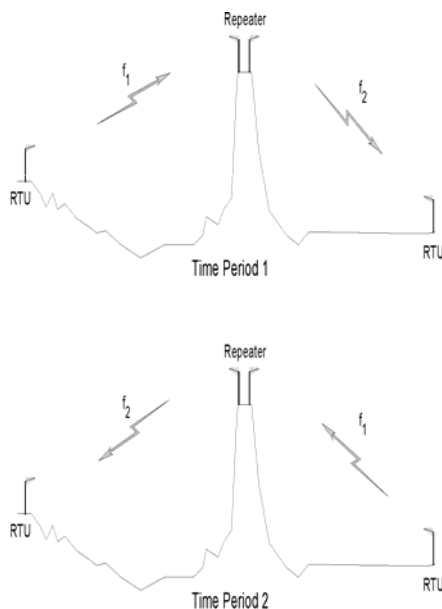 Repeater
f1
f2
RTU
RTU
Time Period 1
Repeater
f2
f1
RTU
RTU
Time Period 2